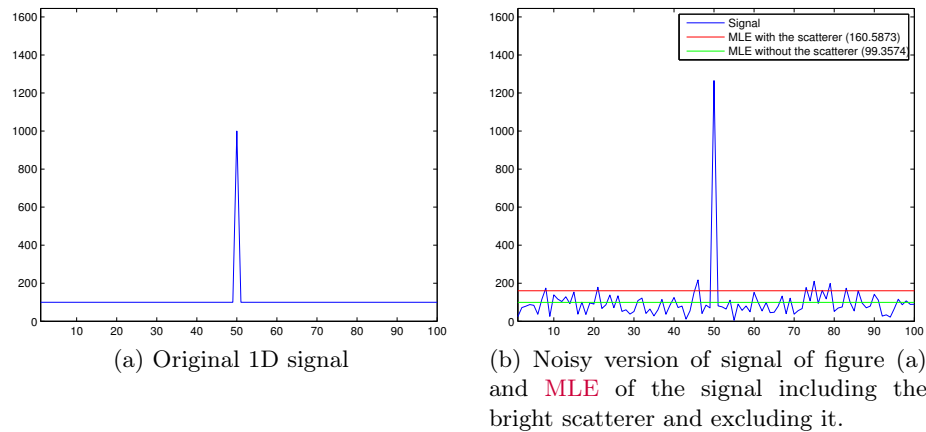 1600
1400
1200
1000
800
600
400
200
0
10 20 30 40 50 60 70 80 90 100
(a) Original 1D signal
1600
1400
1200
1000
800
600
400
200
0
10 20 30 40 50 60 70 80 90 100
Signal
MLE with the scatterer (160.5873)
MLE without the scatterer (99.3574)
(b) Noisy version of signal of figure (a)
and MLE of the signal including the
bright scatterer and excluding it.